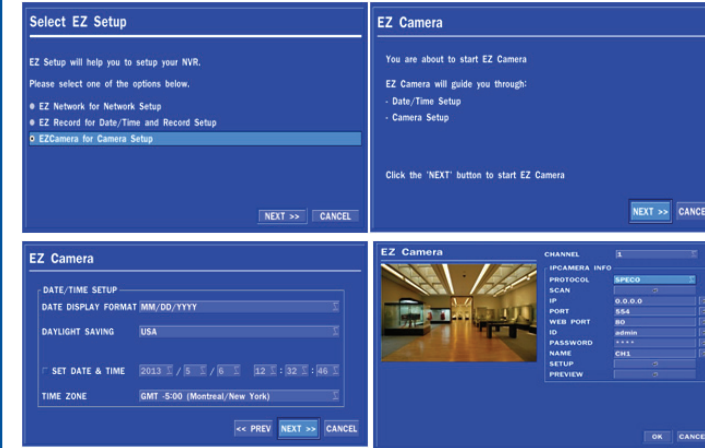 Select EZ Setup
EZ Setup will help you to setup your NVR.
Please select one of the options below.
EZ Network for Network Setup
EZ Record for Date/Time and Record Setup
EZCamera for Camera Setup
NEXT >> CANCEL
EZ Camera
You are about to start EZ Camera
EZ Camera will guide you through:
- Date/Time Setup
- Camera Setup
Click the 'NEXT' button to start EZ Camera
NEXT >> CANCE
EZ Camera
DATE/TIME SETUP
DATE DISPLAY FORMAT MM/DD/YYYY
DAYLIGHT SAVING USA
SET DATE & TIME 2013 / 5 / 6 12 : 32 : 46
TIME ZONE GMT -5:00 (Montreal/New York)
<< PREV NEXT >> CANCEL
EZ Camera
CHANNEL 1
IPCAMERA INFO
PROTOCOL SPECO
SCAN
IP 0.0.0.0
PORT 554
WEB PORT 80
ID admin
PASSWORD ****
NAME CH1
SETUP
PREVIEW
OK CANCE